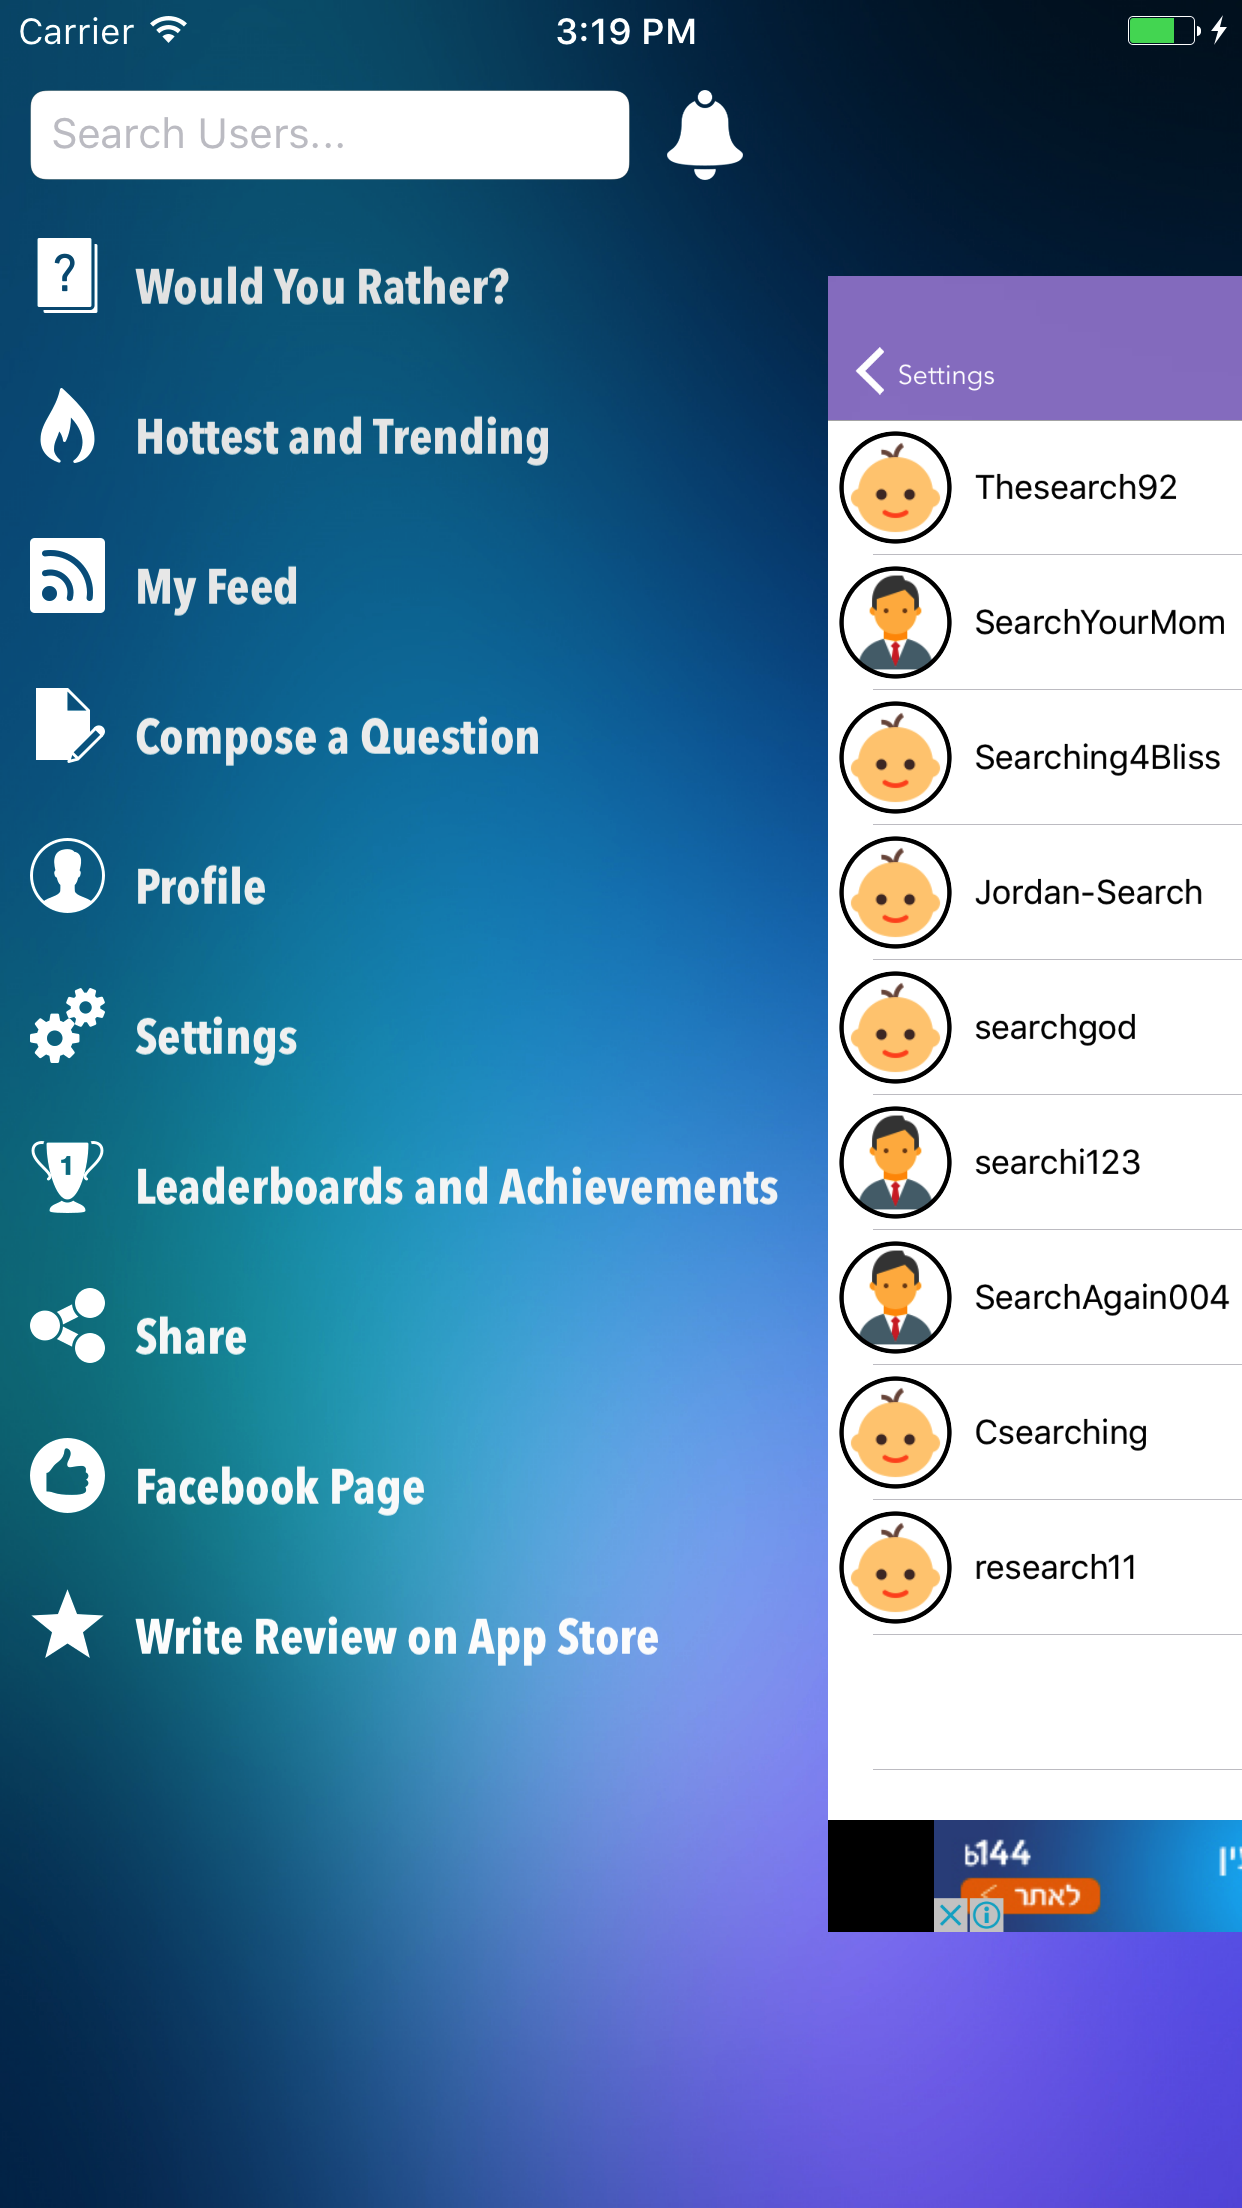 Carrier
3:19 PM
Search Users...
?
Would You Rather?
Hottest and Trending
My Feed
Compose a Question
Profile
Settings
1
Leaderboards and Achievements
Share
Facebook Page
Write Review on App Store
Settings
Thesearch92
SearchYourMom
Searching4Bliss
Jordan-Search
searchgod
searchi123
SearchAgain004
Csearching
research11
b144
לאתר >